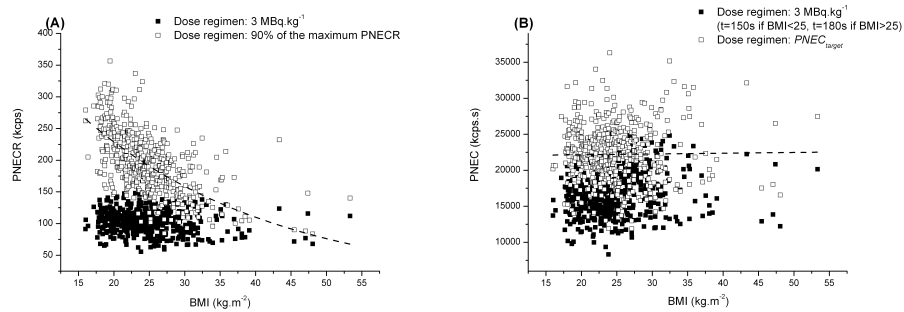 (A)
■ Dose regimen: 3 MBq.kg⁻¹
□ Dose regimen: 90% of the maximum PNECR
400
350
300
250
200
150
100
50
PNECR (kcps)
15 20 25 30 35 40 45 50 55
BMI (kg.m⁻²)
(B)
■ Dose regimen: 3 MBq.kg⁻¹
(t=150s if BMI<25, t=180s if BMI>25)
□ Dose regimen: PNEC target
35000
30000
25000
20000
15000
10000
PNEC (kcps.s)
15 20 25 30 35 40 45 50 55
BMI (kg.m⁻²)